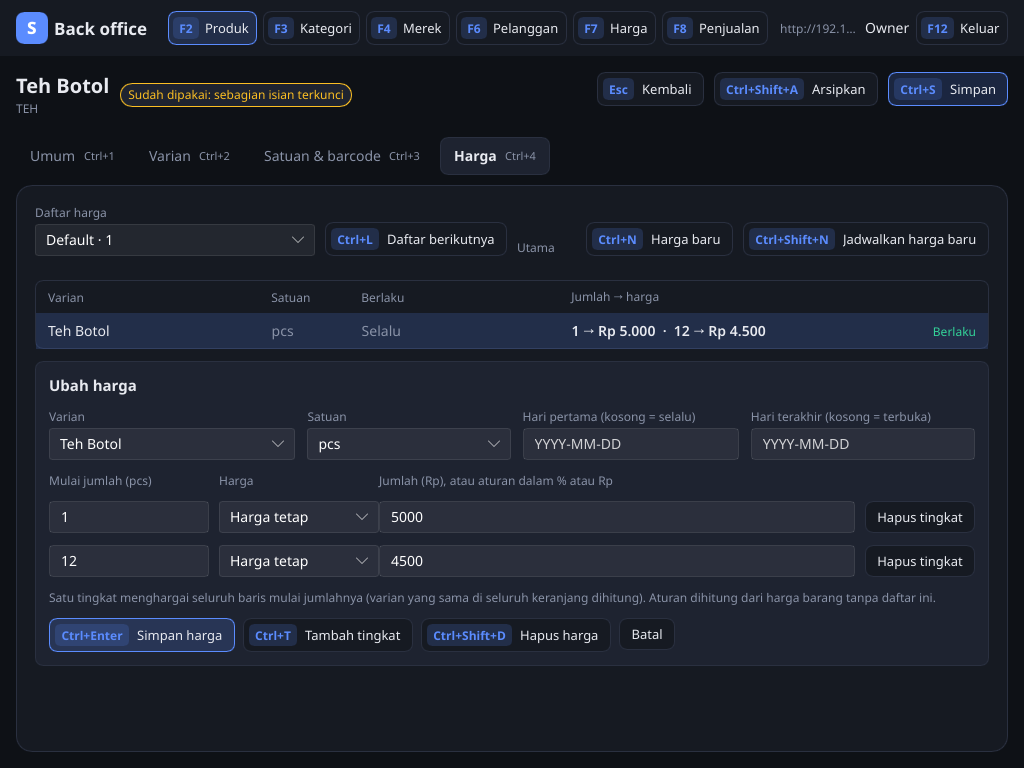 S Back office F2 Produk F3 Kategori F4 Merek F6 Pelanggan F7 Harga F8 Penjualan http://192.1... Owner F12 Keluar
Teh Botol Sudah dipakai: sebagian isian terkunci Esc Kembali Ctrl+Shift+A Arsipkan Ctrl+S Simpan
TEH
Umum Ctrl+1 Varian Ctrl+2 Satuan & barcode Ctrl+3 Harga Ctrl+4
Daftar harga
Default · 1 Ctrl+L Daftar berikutnya Utama Ctrl+N Harga baru Ctrl+Shift+N Jadwalkan harga baru
Varian Satuan Berlaku Jumlah → harga
Teh Botol pcs Selalu 1 → Rp 5.000 · 12 → Rp 4.500 Berlaku
Ubah harga
Varian Satuan Hari pertama (kosong = selalu) Hari terakhir (kosong = terbuka)
Teh Botol pcs YYYY-MM-DD YYYY-MM-DD
Mulai jumlah (pcs) Harga Jumlah (Rp), atau aturan dalam % atau Rp
1 Harga tetap 5000 Hapus tingkat
12 Harga tetap 4500 Hapus tingkat
Satu tingkat menghargai seluruh baris mulai jumlahnya (varian yang sama di seluruh keranjang dihitung). Aturan dihitung dari harga barang tanpa daftar ini.
Ctrl+Enter Simpan harga Ctrl+T Tambah tingkat Ctrl+Shift+D Hapus harga Batal